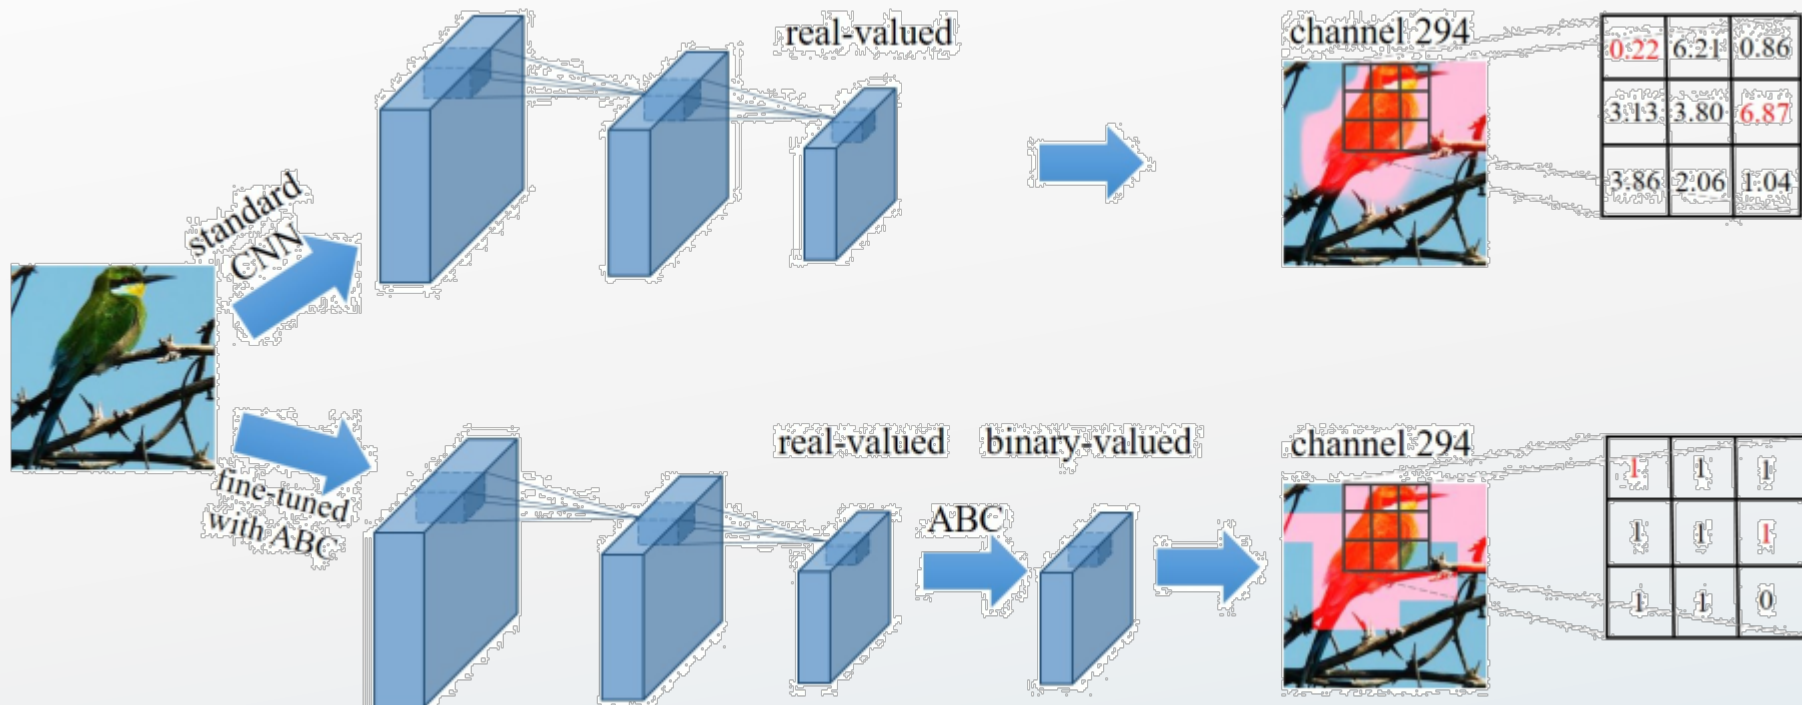 real-valued
channel 294
0.22 6.21 0.86
3.13 3.80 6.87
3.86 2.06 1.04
standard
CNN
fine-tuned
with ABC
real-valued
binary-valued
ABC
channel 294
1 1 1
1 1 1
1 1 0